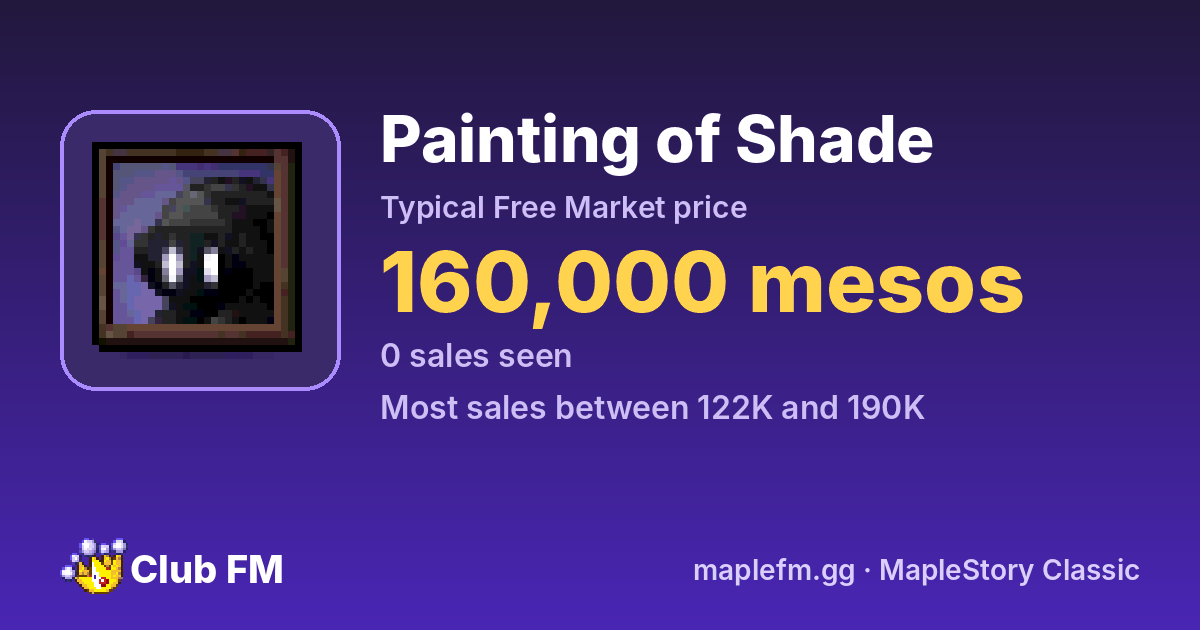 Painting of Shade
Typical Free Market price
160,000 mesos
0 sales seen
Most sales between 122K and 190K
Club FM
maplefm.gg · MapleStory Classic